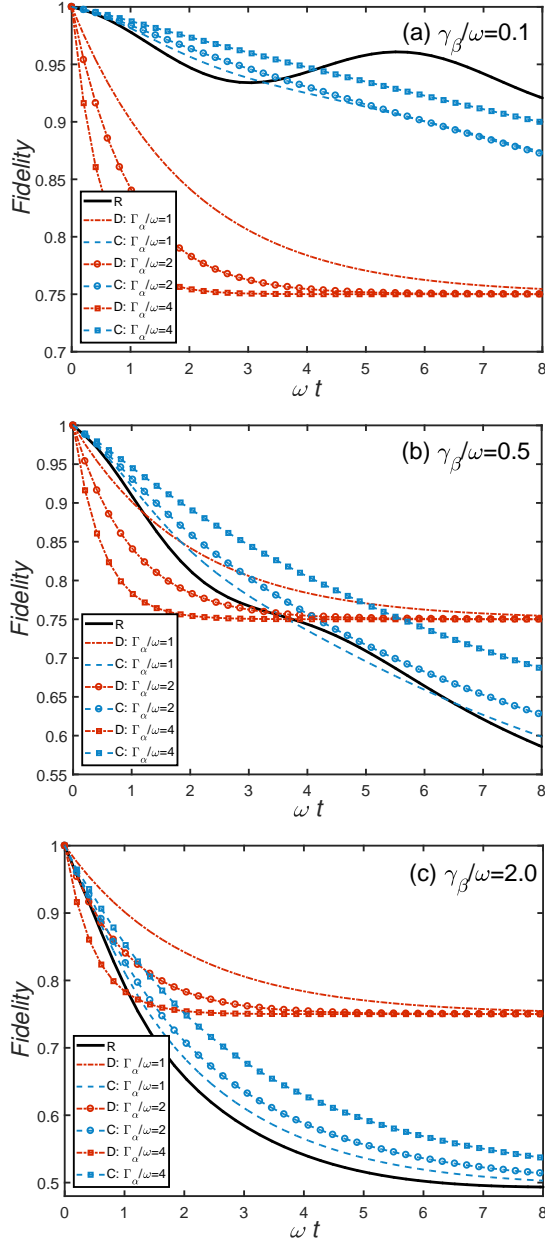 (a) γβ/ω=0.1
Fidelity
1
0.95
0.9
0.85
0.8
0.75
0.7
R
D: Γα/ω=1
C: Γα/ω=1
D: Γα/ω=2
C: Γα/ω=2
D: Γα/ω=4
C: Γα/ω=4
0 1 2 3 4 5 6 7 8
ω t
(b) γβ/ω=0.5
Fidelity
1
0.95
0.9
0.85
0.8
0.75
0.7
0.65
0.6
0.55
R
D: Γα/ω=1
C: Γα/ω=1
D: Γα/ω=2
C: Γα/ω=2
D: Γα/ω=4
C: Γα/ω=4
0 1 2 3 4 5 6 7 8
ω t
(c) γβ/ω=2.0
Fidelity
1
0.9
0.8
0.7
0.6
0.5
R
D: Γα/ω=1
C: Γα/ω=1
D: Γα/ω=2
C: Γα/ω=2
D: Γα/ω=4
C: Γα/ω=4
0 1 2 3 4 5 6 7 8
ω t